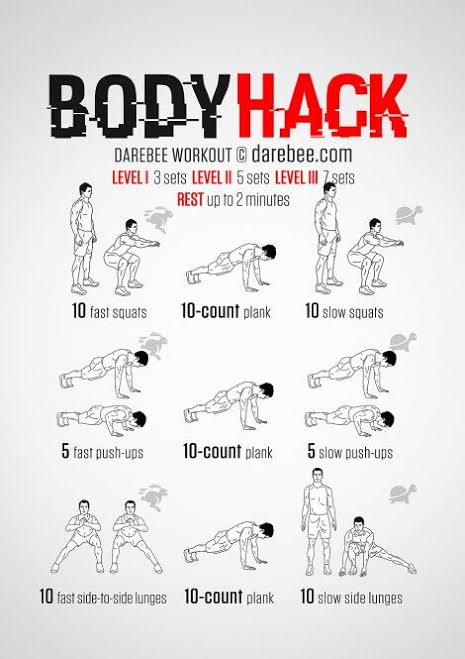 BODYHACK
DAREBEE WORKOUT © darebee.com
LEVEL I 3 sets LEVEL II 5 sets LEVEL III 7 sets
REST up to 2 minutes
10 fast squats
10-count plank
10 slow squats
5 fast push-ups
10-count plank
5 slow push-ups
10 fast side-to-side lunges
10-count plank
10 slow side lunges